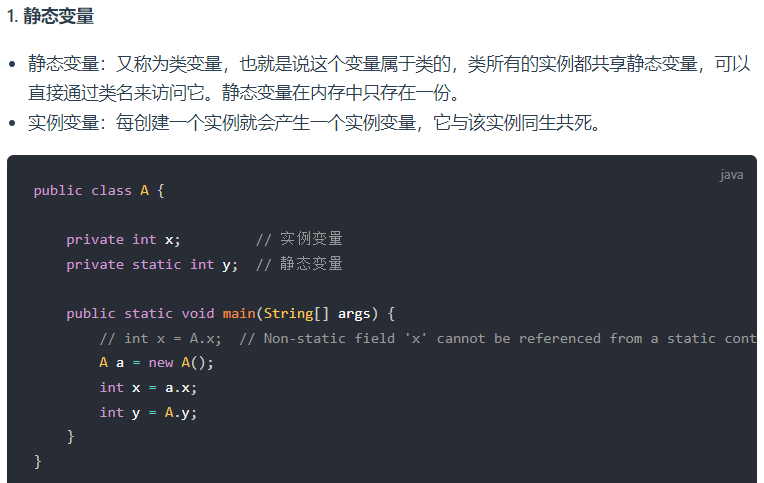 1. 静态变量
静态变量：又称为类变量，也就是说这个变量属于类的，类所有的实例都共享静态变量，可以
直接通过类名来访问它。静态变量在内存中只存在一份。
实例变量：每创建一个实例就会产生一个实例变量，它与该实例同生共死。
java
public class A {
private int x;         // 实例变量
private static int y;  // 静态变量
public static void main(String[] args) {
// int x = A.x;  // Non-static field 'x' cannot be referenced from a static cont
A a = new A();
int x = a.x;
int y = A.y;
}
}